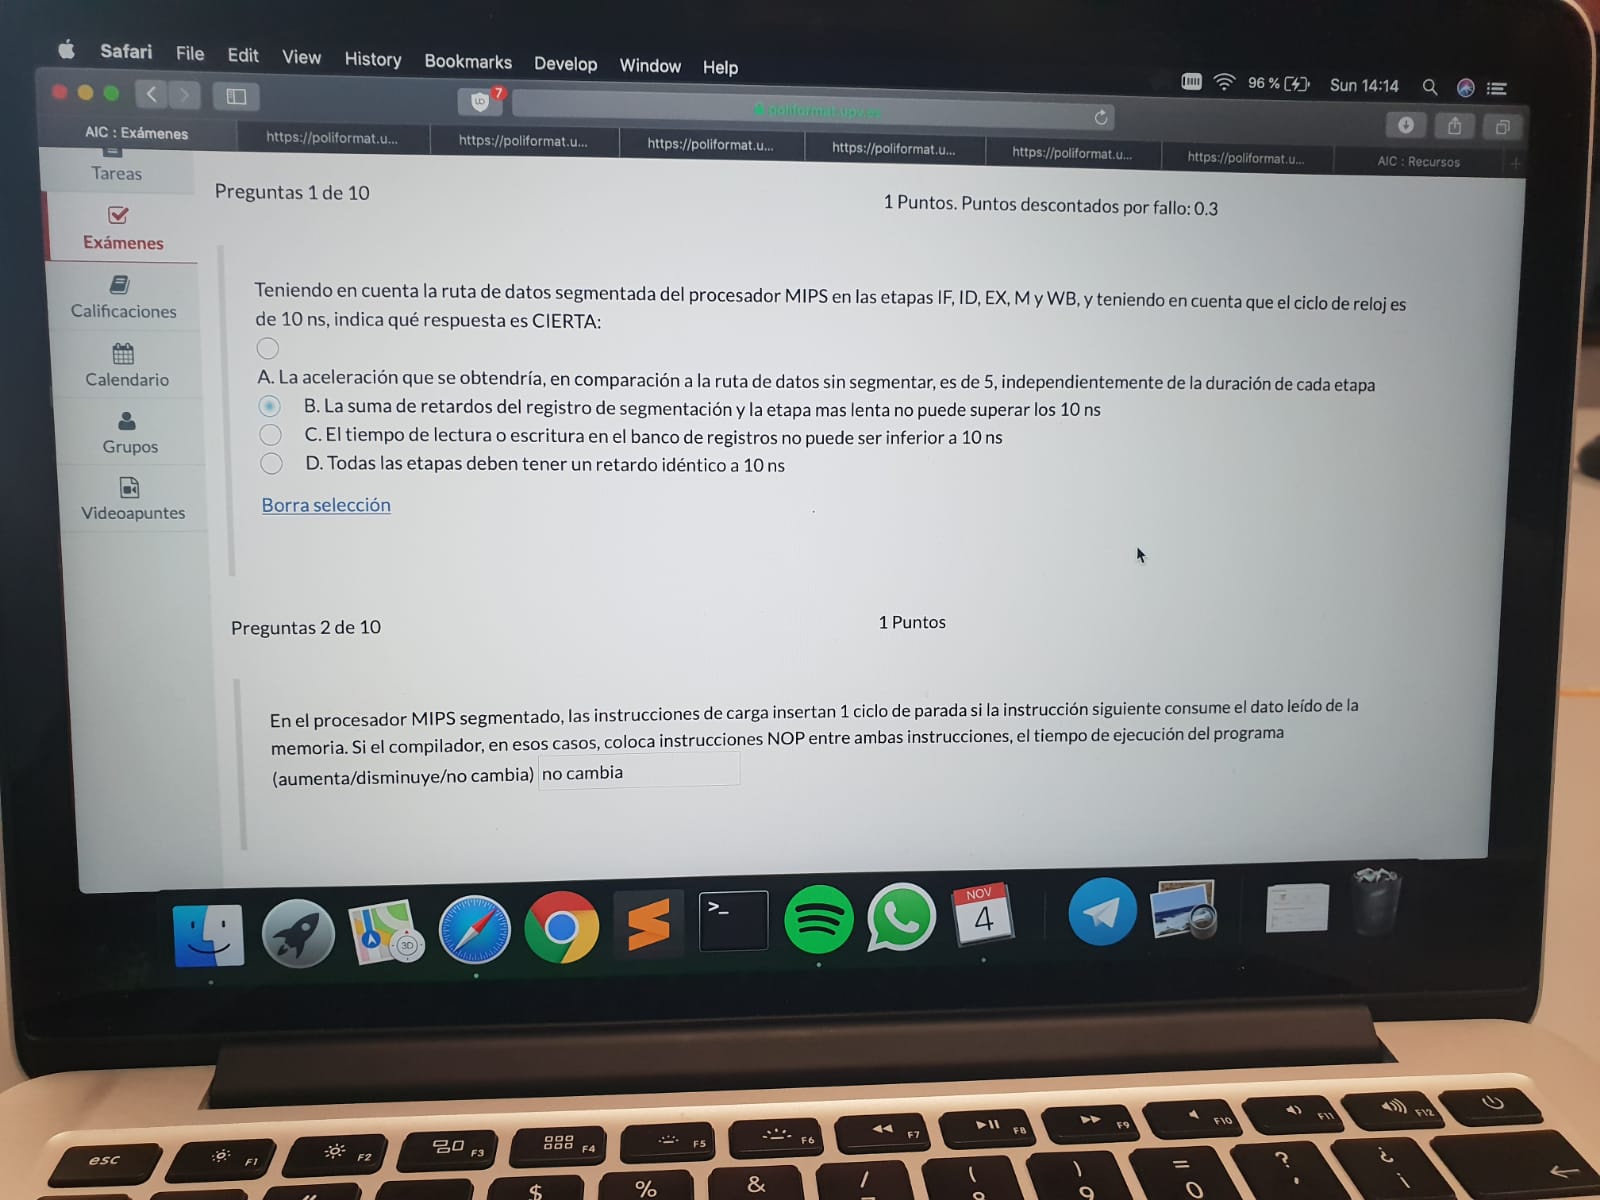 Safari File Edit View History Bookmarks Develop Window Help
96 % Sun 14:14
7
poliformat.upv.es
AIC : Exámenes https://poliformat.u... https://poliformat.u... https://poliformat.u... https://poliformat.u... https://poliformat.u... https://poliformat.u... AIC : Recursos
Tareas
Exámenes
Calificaciones
Calendario
Grupos
Videoapuntes
Preguntas 1 de 10
1 Puntos. Puntos descontados por fallo: 0.3
Teniendo en cuenta la ruta de datos segmentada del procesador MIPS en las etapas IF, ID, EX, M y WB, y teniendo en cuenta que el ciclo de reloj es
de 10 ns, indica qué respuesta es CIERTA:
A. La aceleración que se obtendría, en comparación a la ruta de datos sin segmentar, es de 5, independientemente de la duración de cada etapa
B. La suma de retardos del registro de segmentación y la etapa mas lenta no puede superar los 10 ns
C. El tiempo de lectura o escritura en el banco de registros no puede ser inferior a 10 ns
D. Todas las etapas deben tener un retardo idéntico a 10 ns
Borra selección
Preguntas 2 de 10
1 Puntos
En el procesador MIPS segmentado, las instrucciones de carga insertan 1 ciclo de parada si la instrucción siguiente consume el dato leído de la
memoria. Si el compilador, en esos casos, coloca instrucciones NOP entre ambas instrucciones, el tiempo de ejecución del programa
(aumenta/disminuye/no cambia) no cambia
3D
>_
NOV
4
esc F1 F2 F3 F4 F5 F6 F7 F8 F9 F10 F11 F12
$ % & / ( ) = ? ¿
9 0 ' ¡